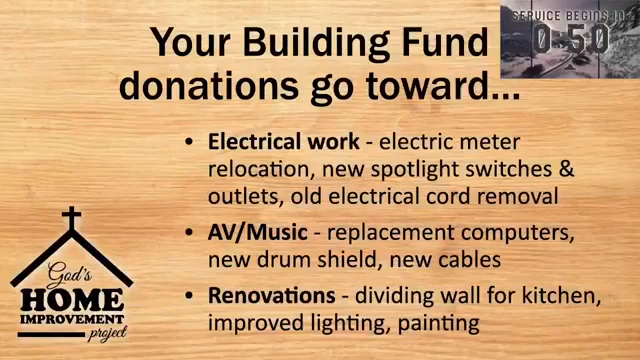 Your Building Fund
donations go toward...
SERVICE BEGINS IN
0:50
• Electrical work - electric meter
relocation, new spotlight switches &
outlets, old electrical cord removal
• AV/Music - replacement computers,
new drum shield, new cables
• Renovations - dividing wall for kitchen,
improved lighting, painting
God's
HOME
IMPROVEMENT
project